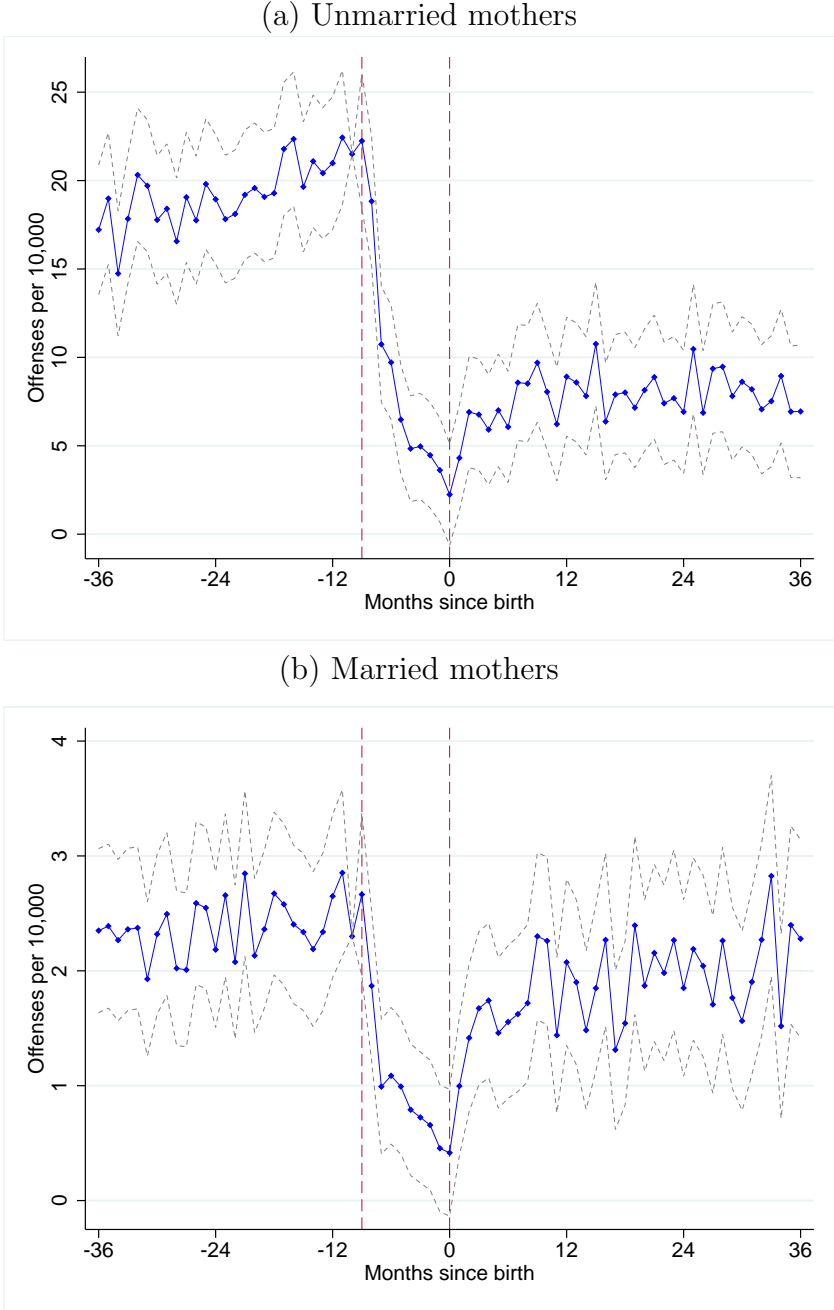 (a) Unmarried mothers
Offenses per 10,000
25
20
15
10
5
0
-36 -24 -12 0 12 24 36
Months since birth
(b) Married mothers
Offenses per 10,000
4
3
2
1
0
-36 -24 -12 0 12 24 36
Months since birth